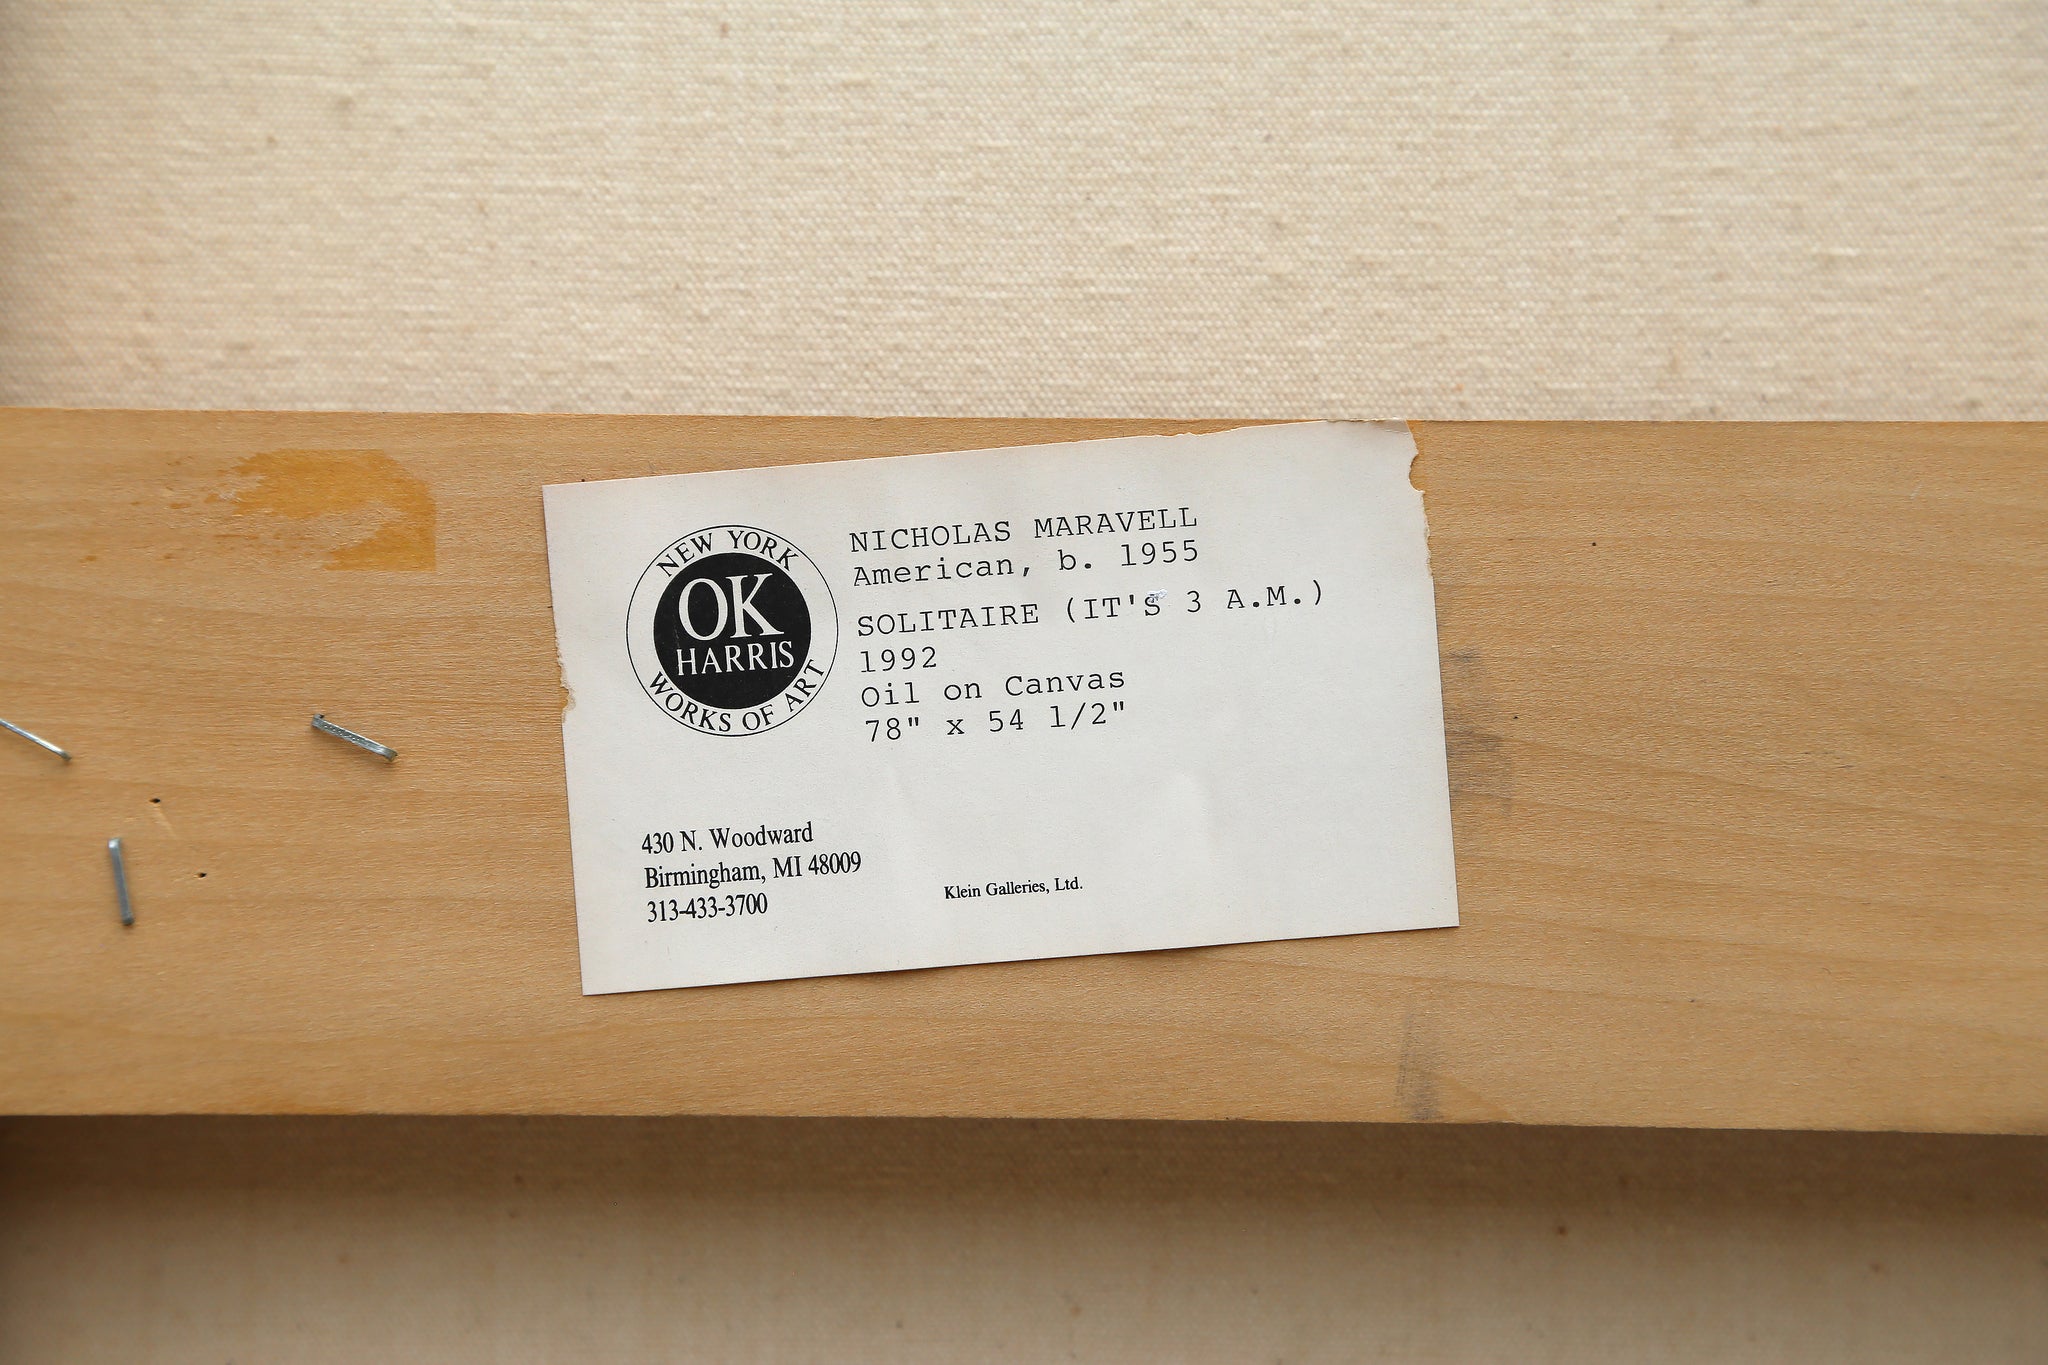 NEW YORK
OK
HARRIS
WORKS OF ART
NICHOLAS MARAVELL
American, b. 1955
SOLITAIRE (IT'S 3 A.M.)
1992
Oil on Canvas
78" x 54 1/2"
430 N. Woodward
Birmingham, MI 48009
313-433-3700
Klein Galleries, Ltd.